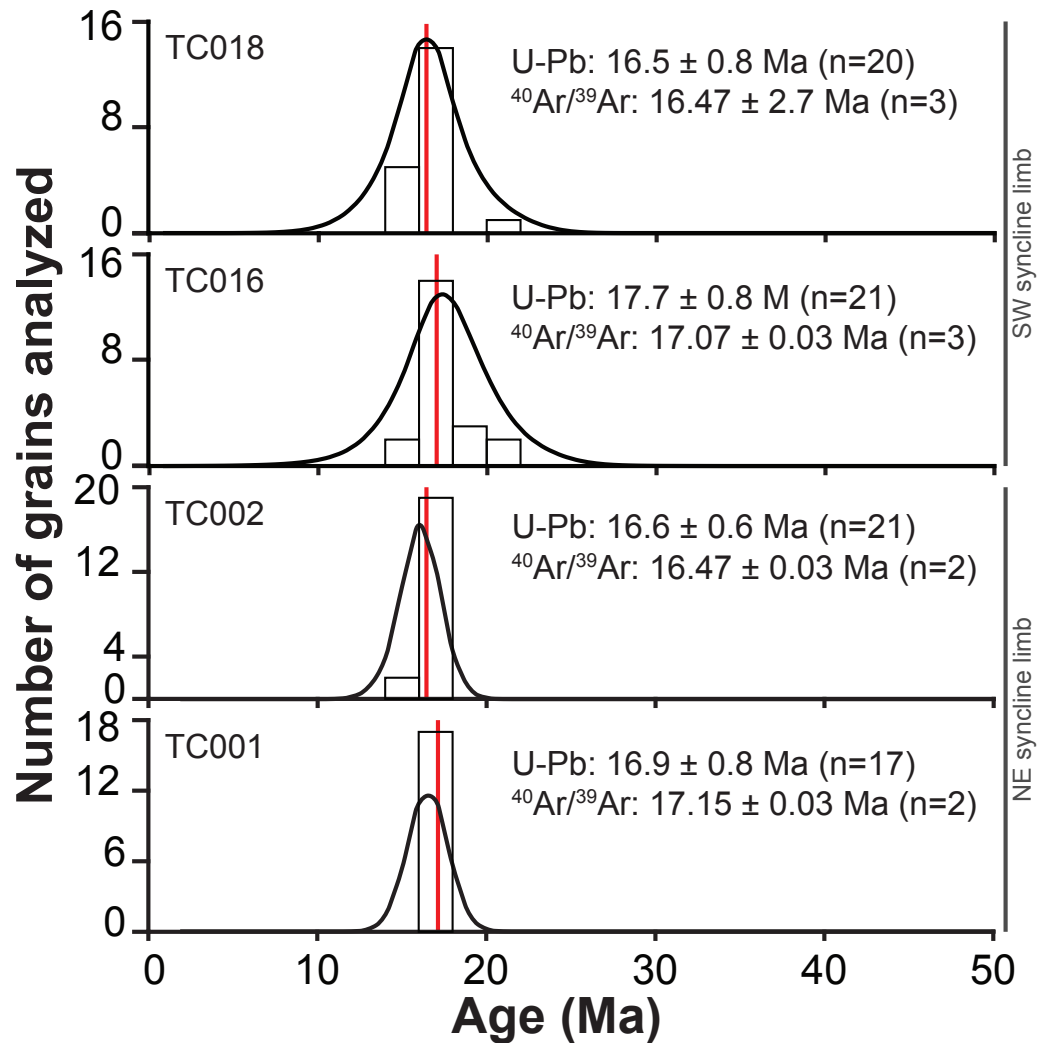 Number of grains analyzed
16
8
0
TC018
U-Pb: 16.5 ± 0.8 Ma (n=20)
⁴⁰Ar/³⁹Ar: 16.47 ± 2.7 Ma (n=3)
16
8
0
TC016
U-Pb: 17.7 ± 0.8 M (n=21)
⁴⁰Ar/³⁹Ar: 17.07 ± 0.03 Ma (n=3)
SW syncline limb
20
12
4
0
TC002
U-Pb: 16.6 ± 0.6 Ma (n=21)
⁴⁰Ar/³⁹Ar: 16.47 ± 0.03 Ma (n=2)
18
12
6
0
TC001
U-Pb: 16.9 ± 0.8 Ma (n=17)
⁴⁰Ar/³⁹Ar: 17.15 ± 0.03 Ma (n=2)
NE syncline limb
0 10 20 30 40 50
Age (Ma)